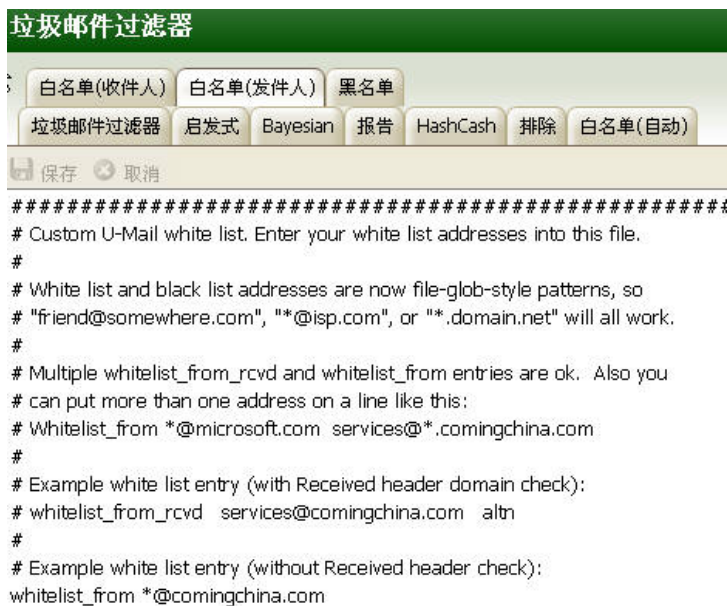 垃圾邮件过滤器
白名单(收件人) 白名单(发件人) 黑名单
垃圾邮件过滤器 启发式 Bayesian 报告 HashCash 排除 白名单(自动)
保存 取消
####################################################
# Custom U-Mail white list. Enter your white list addresses into this file.
#
# White list and black list addresses are now file-glob-style patterns, so
# "friend@somewhere.com", "*@isp.com", or "*.domain.net" will all work.
#
# Multiple whitelist_from_rcvd and whitelist_from entries are ok.  Also you
# can put more than one address on a line like this:
# Whitelist_from *@microsoft.com  services@*.comingchina.com
#
# Example white list entry (with Received header domain check):
# whitelist_from_rcvd   services@comingchina.com   altn
#
# Example white list entry (without Received header check):
whitelist_from *@comingchina.com